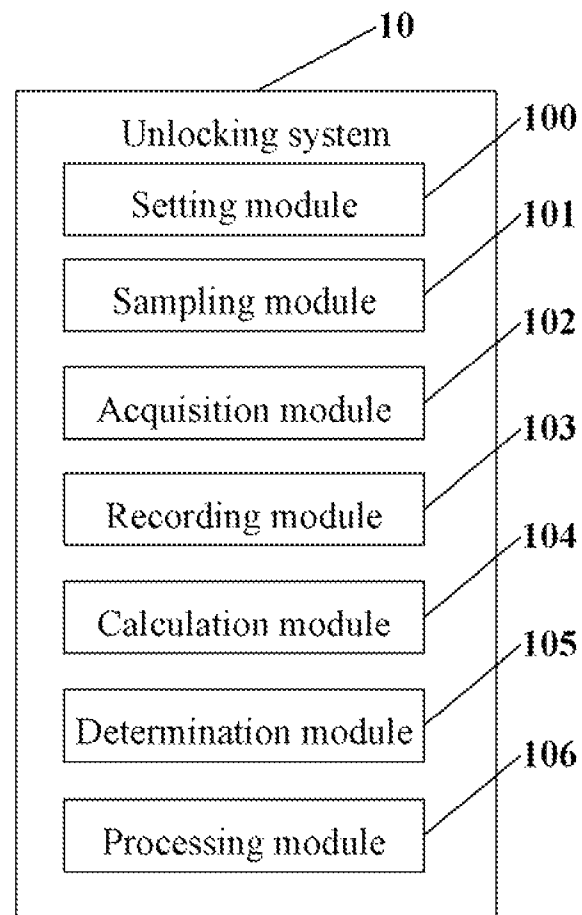 10
Unlocking system
100
Setting module
101
Sampling module
102
Acquisition module
103
Recording module
104
Calculation module
105
Determination module
106
Processing module